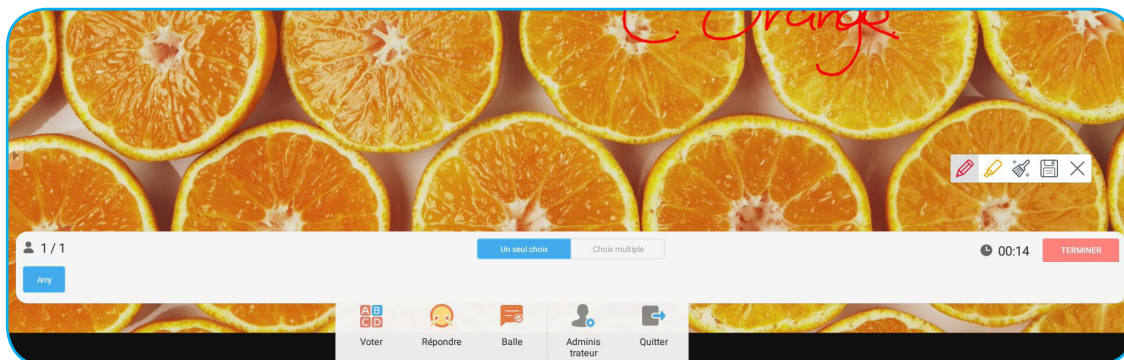 C. Orange.
1 / 1
Un seul choix
Choix multiple
00:14
TERMINER
Amy
A B
C D
Voter
Répondre
Balle
Adminis
trateur
Quitter